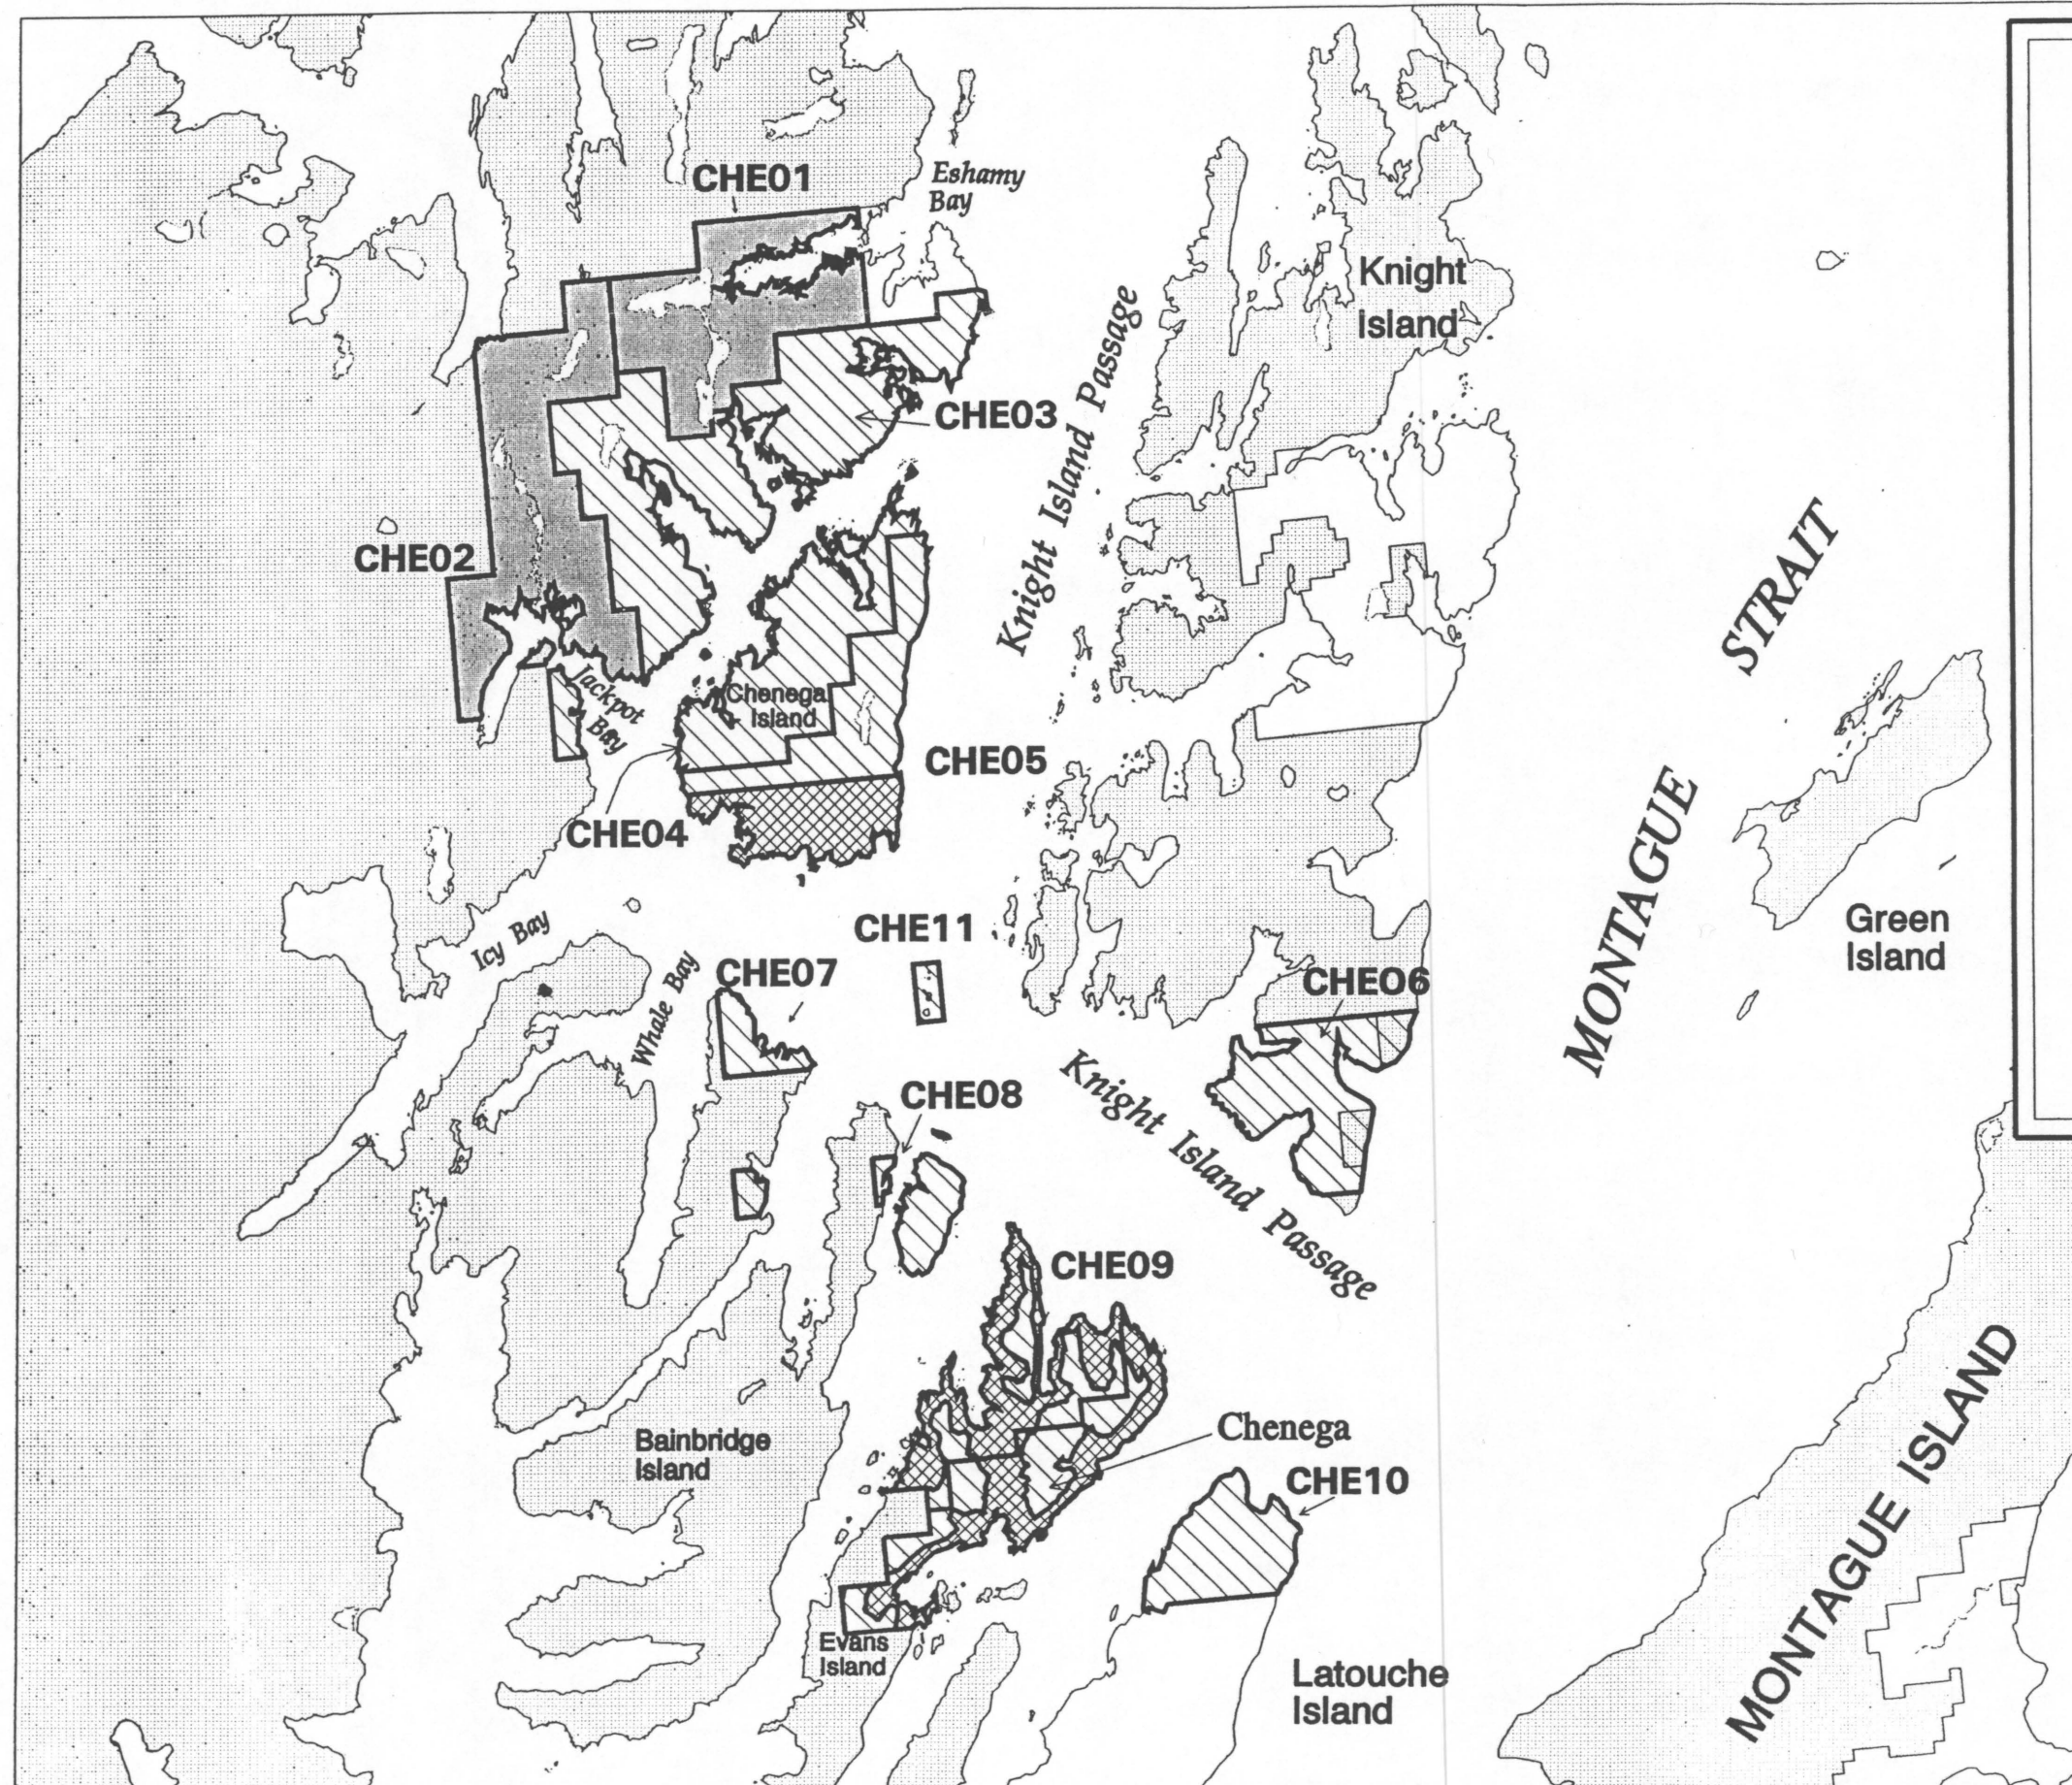 CHE01
Eshamy
Bay
Knight
Island
Knight Island Passage
CHE03
STRAIT
CHE02
Jackpot
Bay
Chenega
Island
CHE05
MONTAGUE
CHE04
Green
Island
CHE11
Icy Bay
CHE07
Whale Bay
CHE06
CHE08
Knight Island Passage
CHE09
Chenega
Bainbridge
Island
CHE10
MONTAGUE ISLAND
Evans
Island
Latouche
Island